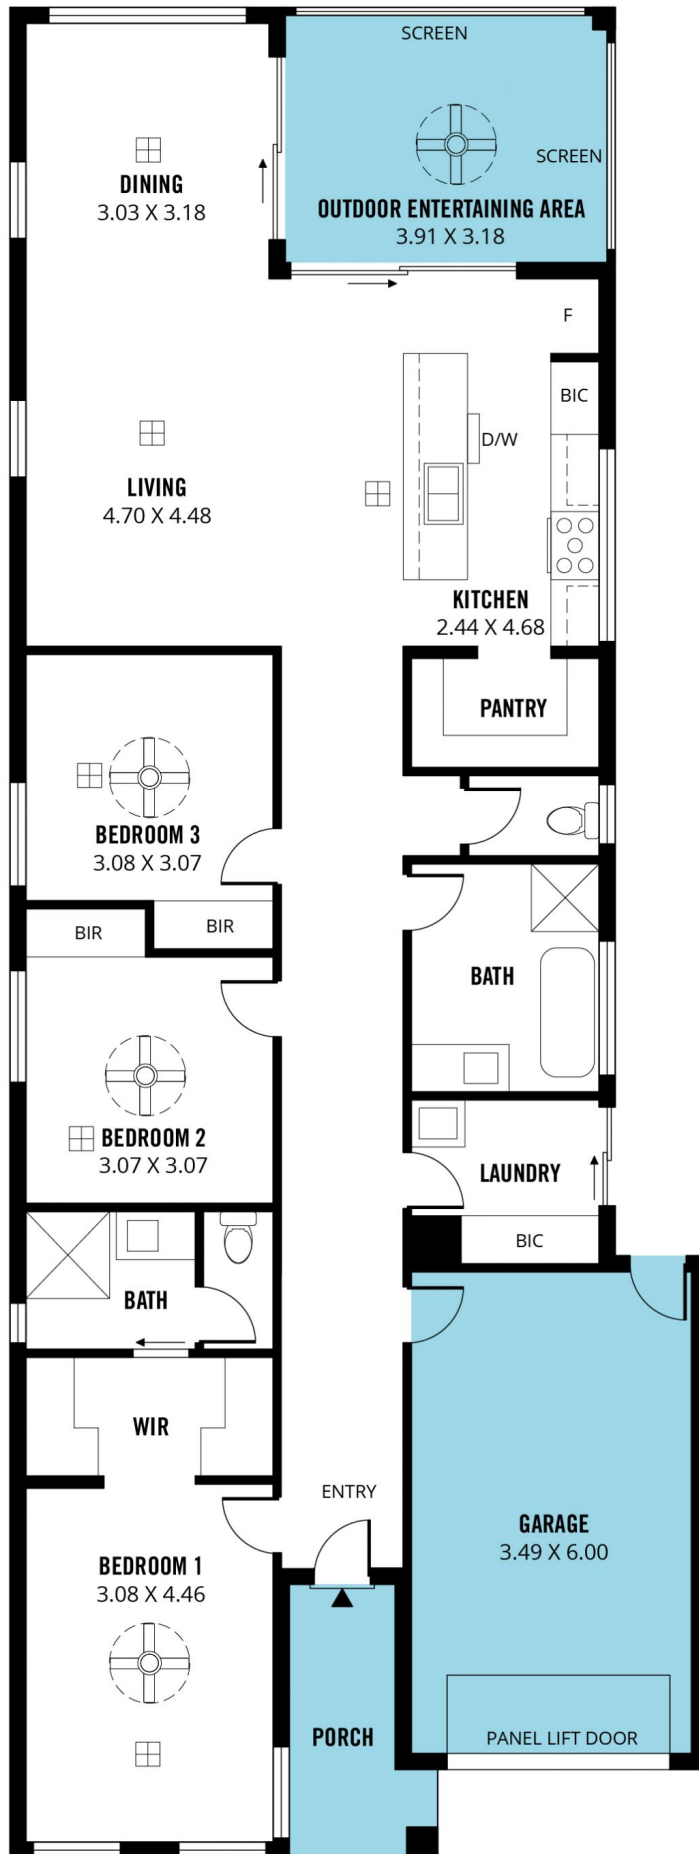 SCREEN
SCREEN
DINING
3.03 X 3.18
OUTDOOR ENTERTAINING AREA
3.91 X 3.18
F
BIC
D/W
LIVING
4.70 X 4.48
KITCHEN
2.44 X 4.68
PANTRY
BEDROOM 3
3.08 X 3.07
BIR
BIR
BATH
BEDROOM 2
3.07 X 3.07
LAUNDRY
BIC
BATH
WIR
ENTRY
GARAGE
3.49 X 6.00
BEDROOM 1
3.08 X 4.46
PORCH
PANEL LIFT DOOR